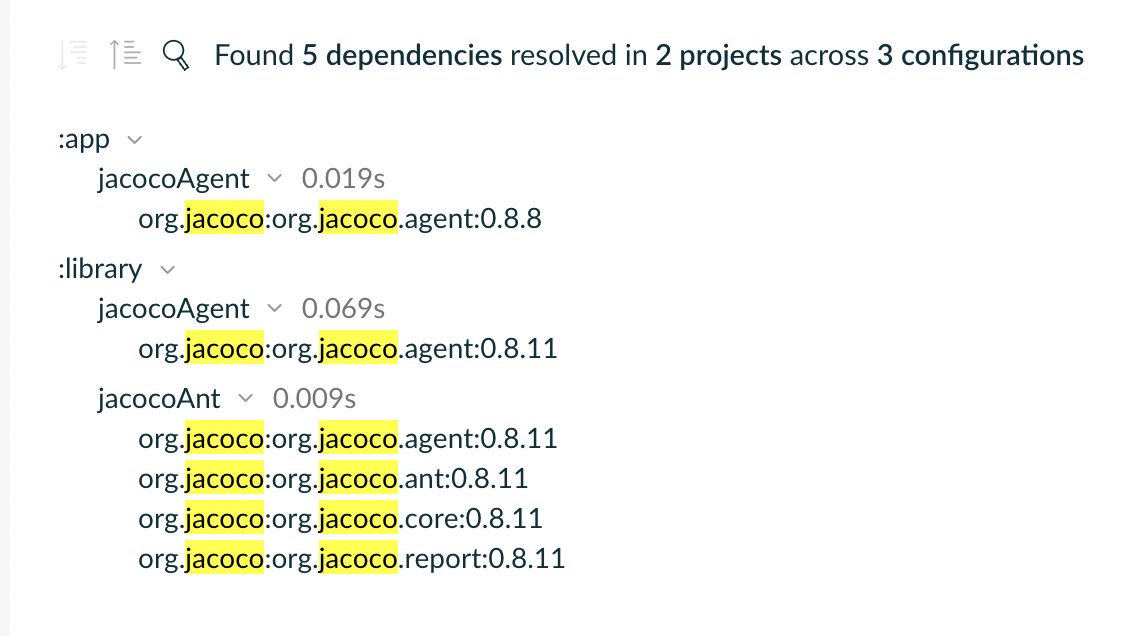 Found 5 dependencies resolved in 2 projects across 3 configurations
:app
jacocoAgent 0.019s
org.jacoco:org.jacoco.agent:0.8.8
:library
jacocoAgent 0.069s
org.jacoco:org.jacoco.agent:0.8.11
jacocoAnt 0.009s
org.jacoco:org.jacoco.agent:0.8.11
org.jacoco:org.jacoco.ant:0.8.11
org.jacoco:org.jacoco.core:0.8.11
org.jacoco:org.jacoco.report:0.8.11